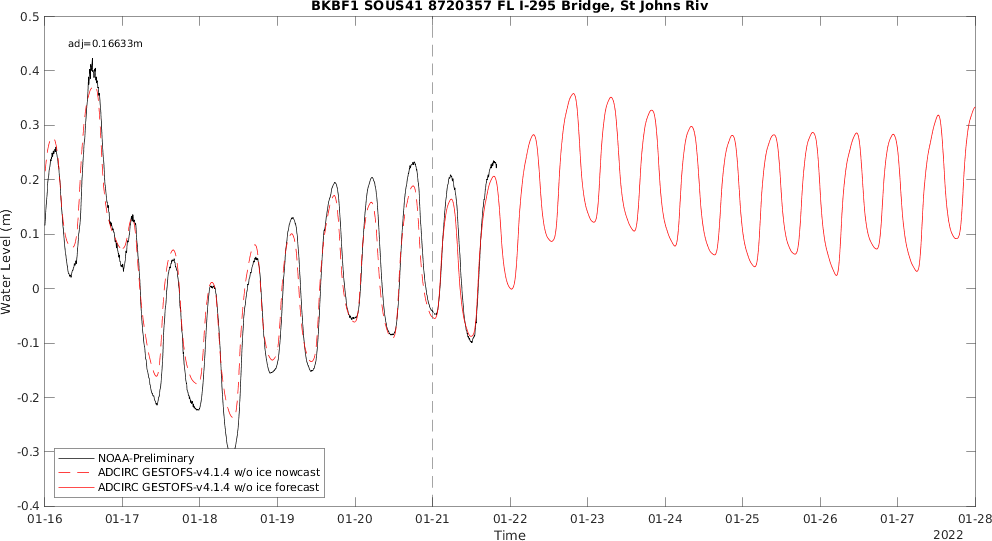 BKBF1 SOUS41 8720357 FL I-295 Bridge, St Johns Riv
adj=0.16633m
Water Level (m)
0.5
0.4
0.3
0.2
0.1
0
-0.1
-0.2
-0.3
-0.4
NOAA-Preliminary
ADCIRC GESTOFS-v4.1.4 w/o ice nowcast
ADCIRC GESTOFS-v4.1.4 w/o ice forecast
01-16 01-17 01-18 01-19 01-20 01-21 01-22 01-23 01-24 01-25 01-26 01-27 01-28
Time
2022